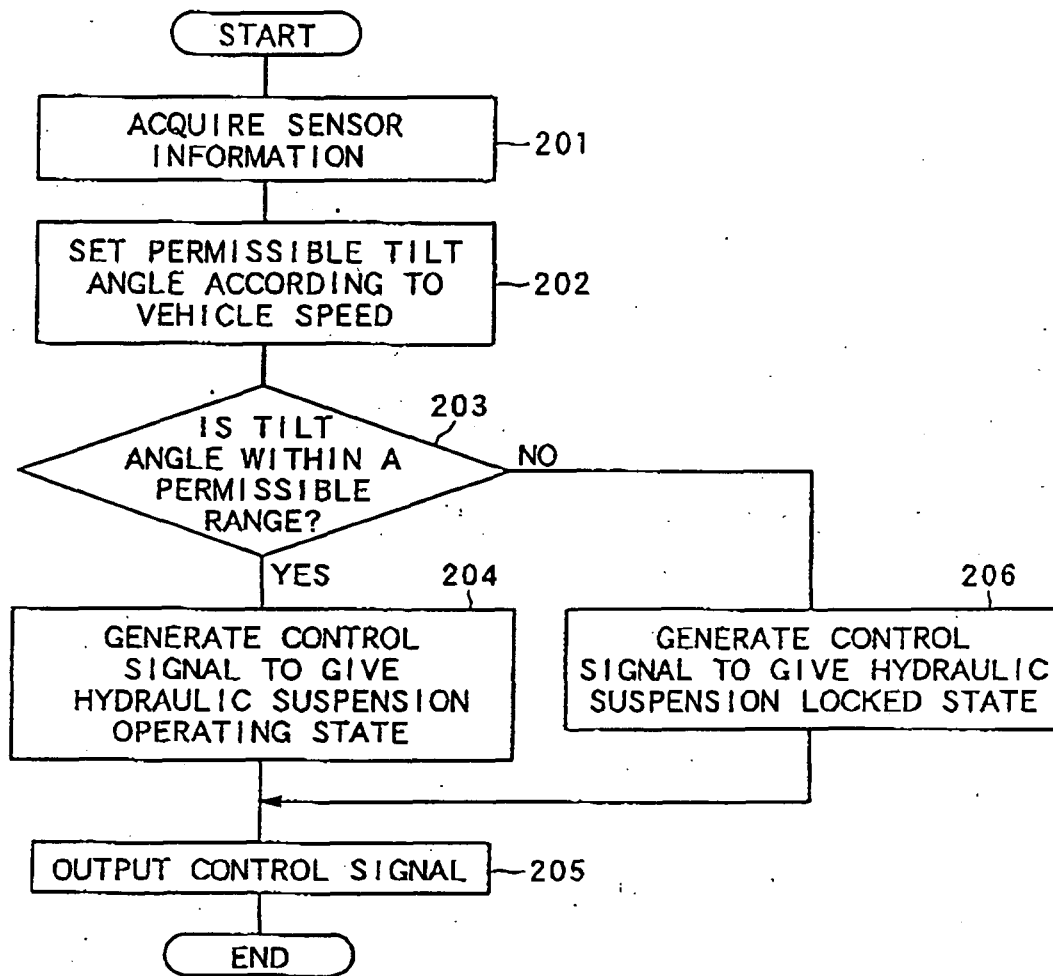 START
ACQUIRE SENSOR
INFORMATION
201
SET PERMISSIBLE TILT
ANGLE ACCORDING TO
VEHICLE SPEED
202
203
IS TILT
ANGLE WITHIN A
PERMISSIBLE
RANGE?
NO
YES
204
GENERATE CONTROL
SIGNAL TO GIVE
HYDRAULIC SUSPENSION
OPERATING STATE
206
GENERATE CONTROL
SIGNAL TO GIVE HYDRAULIC
SUSPENSION LOCKED STATE
OUTPUT CONTROL SIGNAL
205
END